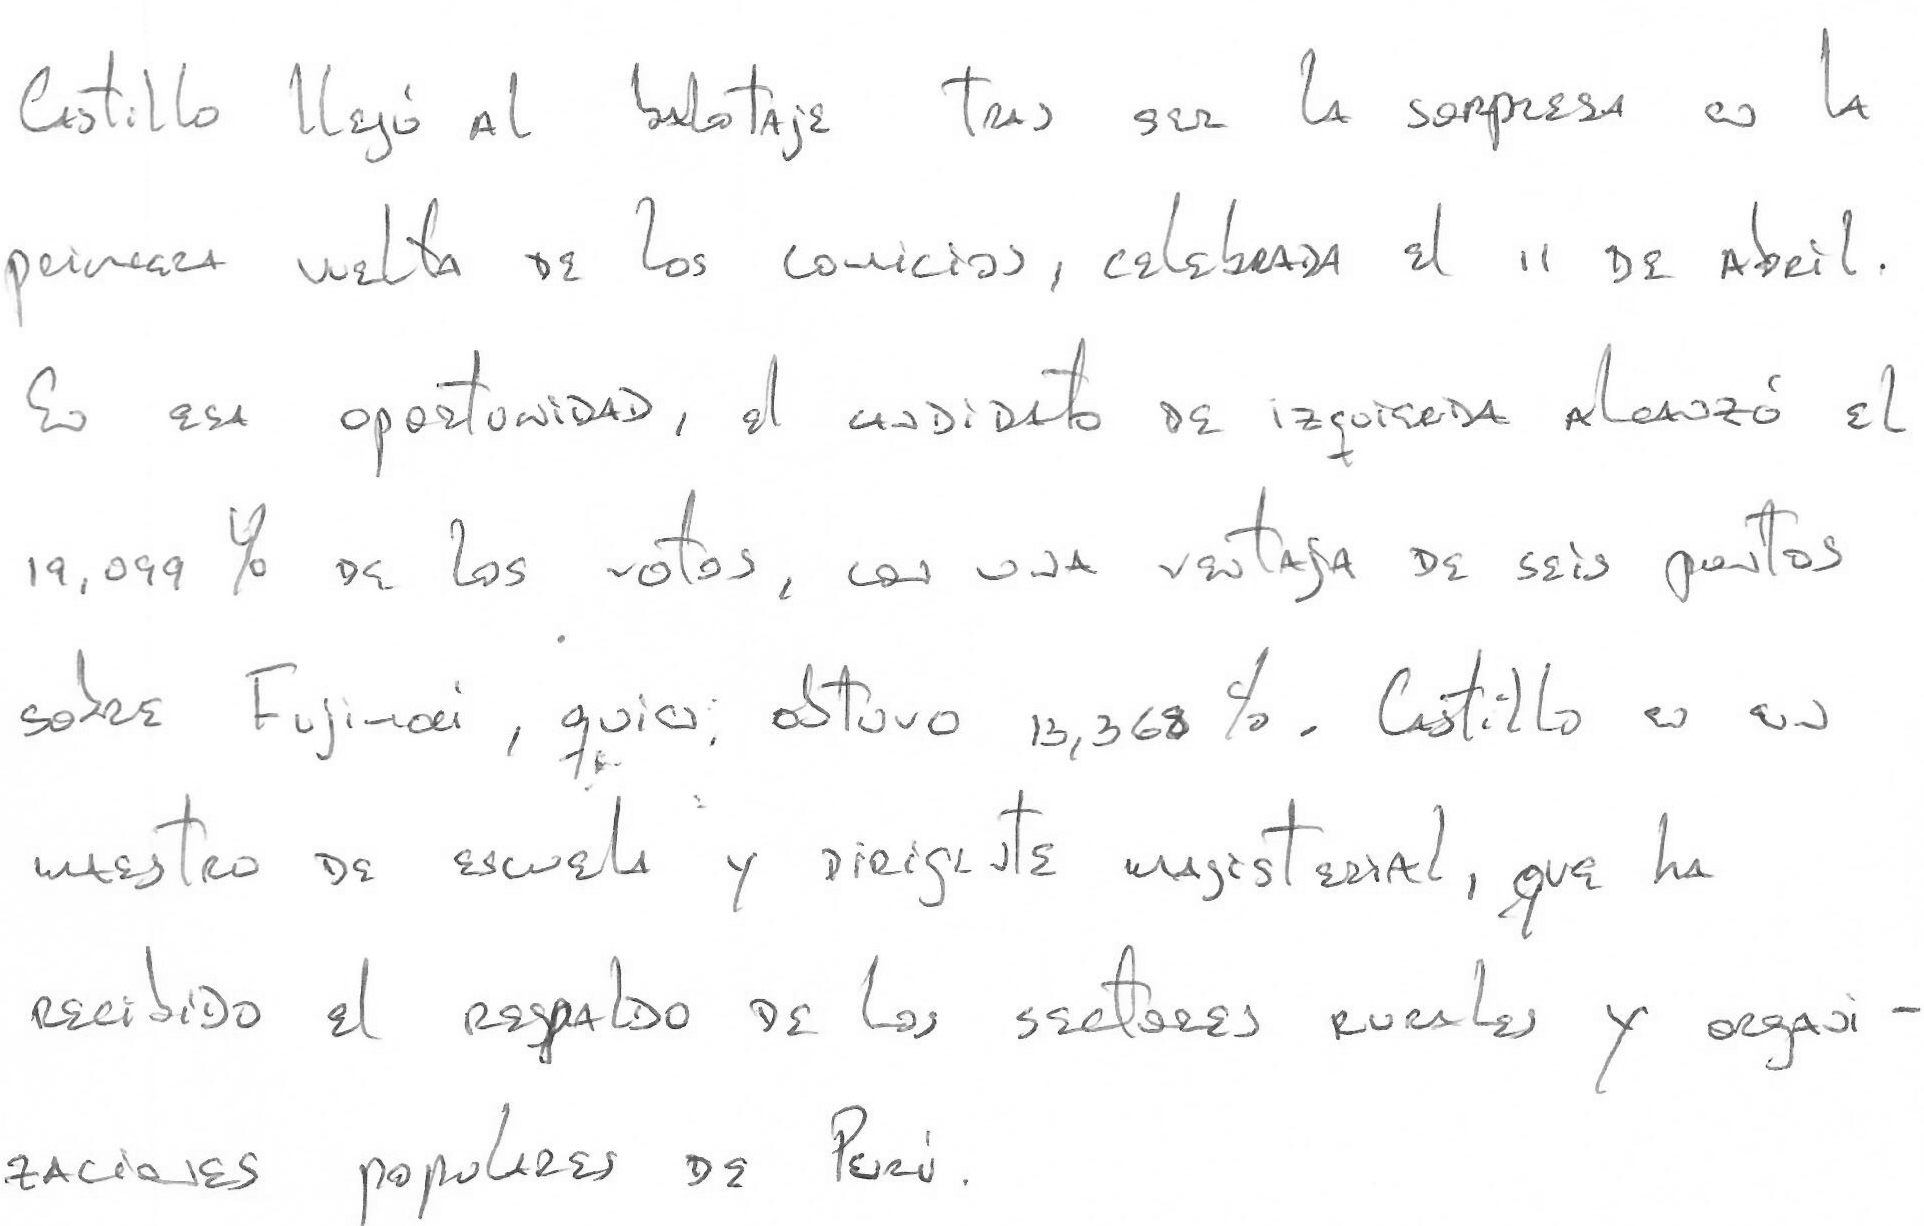 Castillo llegó al balotaje tras ser la sorpresa en la
primera vuelta de los comicios, celebrada el 11 de Abril.
En esa oportunidad, el candidato de izquierda alcanzó el
19,099 % de los votos, con una ventaja de seis puntos
sobre Fujimori, quien obtuvo 13,368 %. Castillo es un
maestro de escuela y dirigente magisterial, que ha
recibido el respaldo de los sectores rurales y organi-
zaciones populares de Perú.